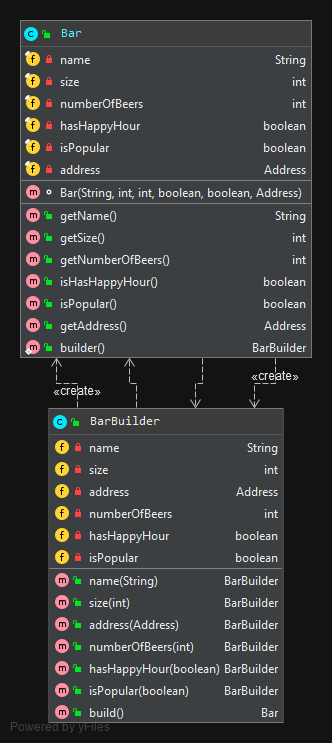 Bar
name String
size int
numberOfBeers int
hasHappyHour boolean
isPopular boolean
address Address
Bar(String, int, int, boolean, boolean, Address)
getName() String
getSize() int
getNumberOfBeers() int
isHasHappyHour() boolean
isPopular() boolean
getAddress() Address
builder() BarBuilder
«create»
«create»
BarBuilder
name String
size int
address Address
numberOfBeers int
hasHappyHour boolean
isPopular boolean
name(String) BarBuilder
size(int) BarBuilder
address(Address) BarBuilder
numberOfBeers(int) BarBuilder
hasHappyHour(boolean) BarBuilder
isPopular(boolean) BarBuilder
build() Bar
Powered by yFiles